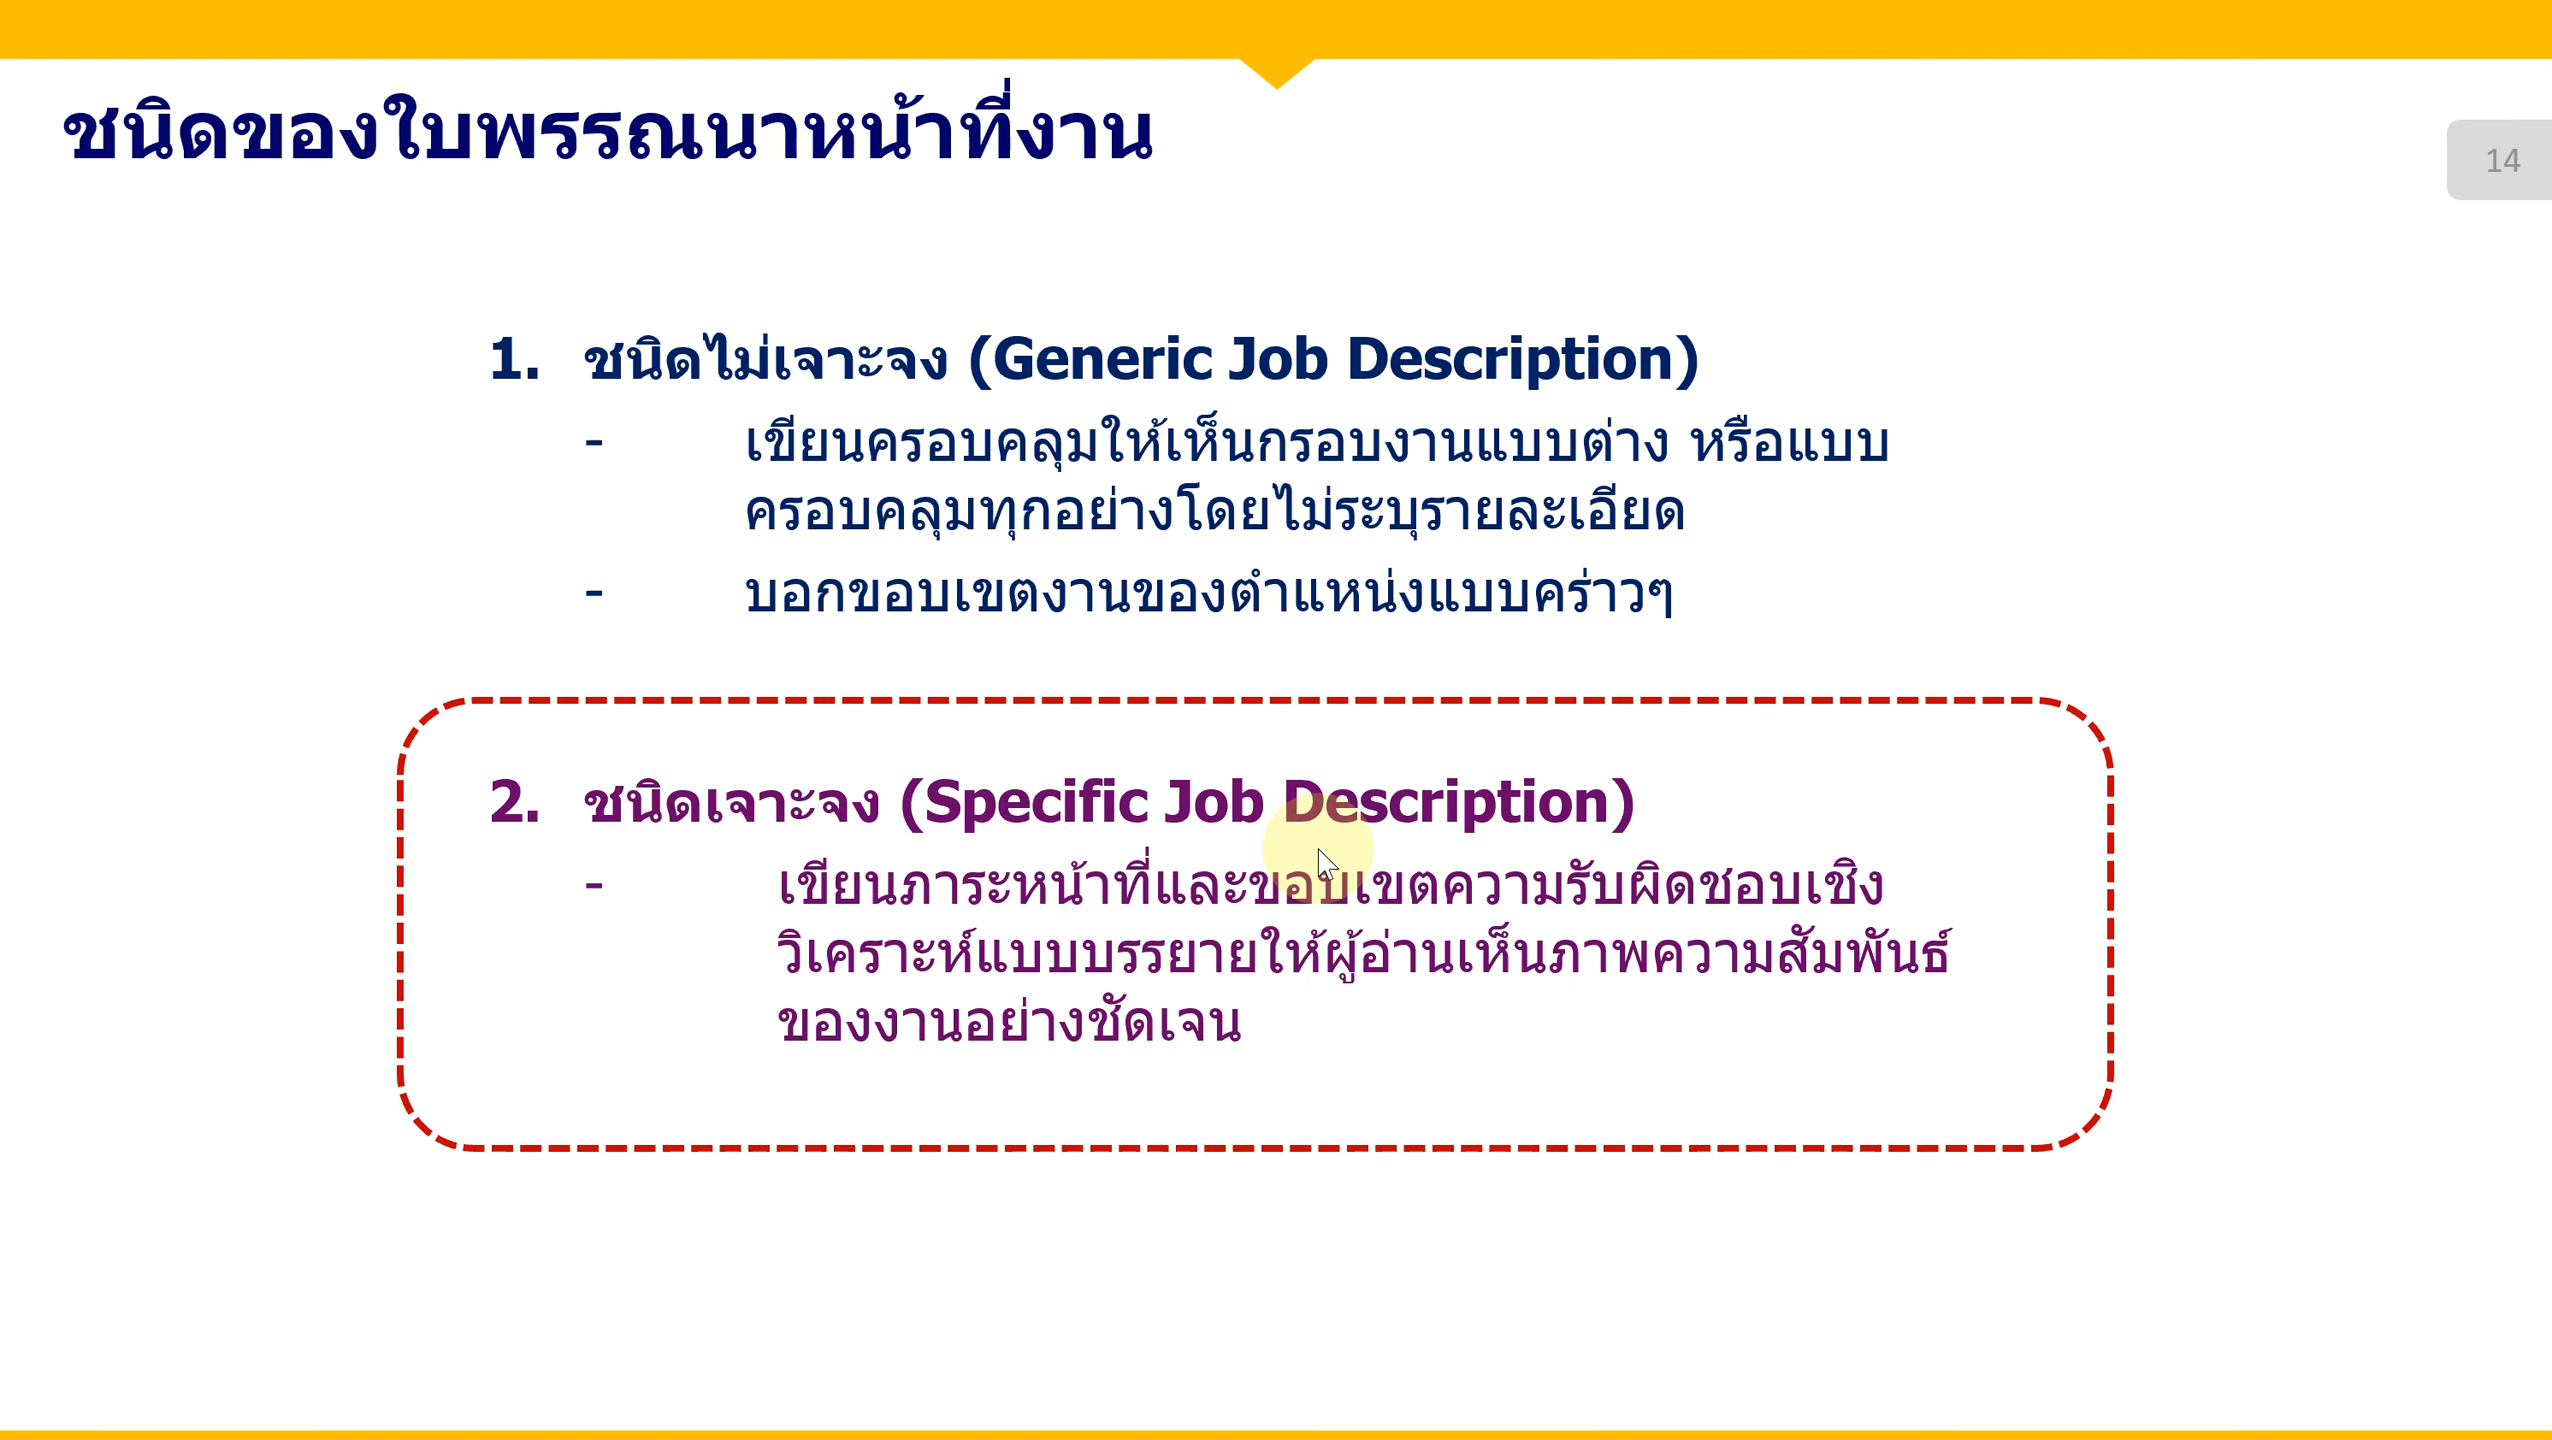 ชนิดของใบพรรณนาหน้าที่งาน
14
1. ชนิดไม่เจาะจง (Generic Job Description)
- เขียนครอบคลุมให้เห็นกรอบงานแบบต่าง หรือแบบ
ครอบคลุมทุกอย่างโดยไม่ระบุรายละเอียด
- บอกขอบเขตงานของตำแหน่งแบบคร่าวๆ
2. ชนิดเจาะจง (Specific Job Description)
- เขียนภาระหน้าที่และขอบเขตความรับผิดชอบเชิง
วิเคราะห์แบบบรรยายให้ผู้อ่านเห็นภาพความสัมพันธ์
ของงานอย่างชัดเจน